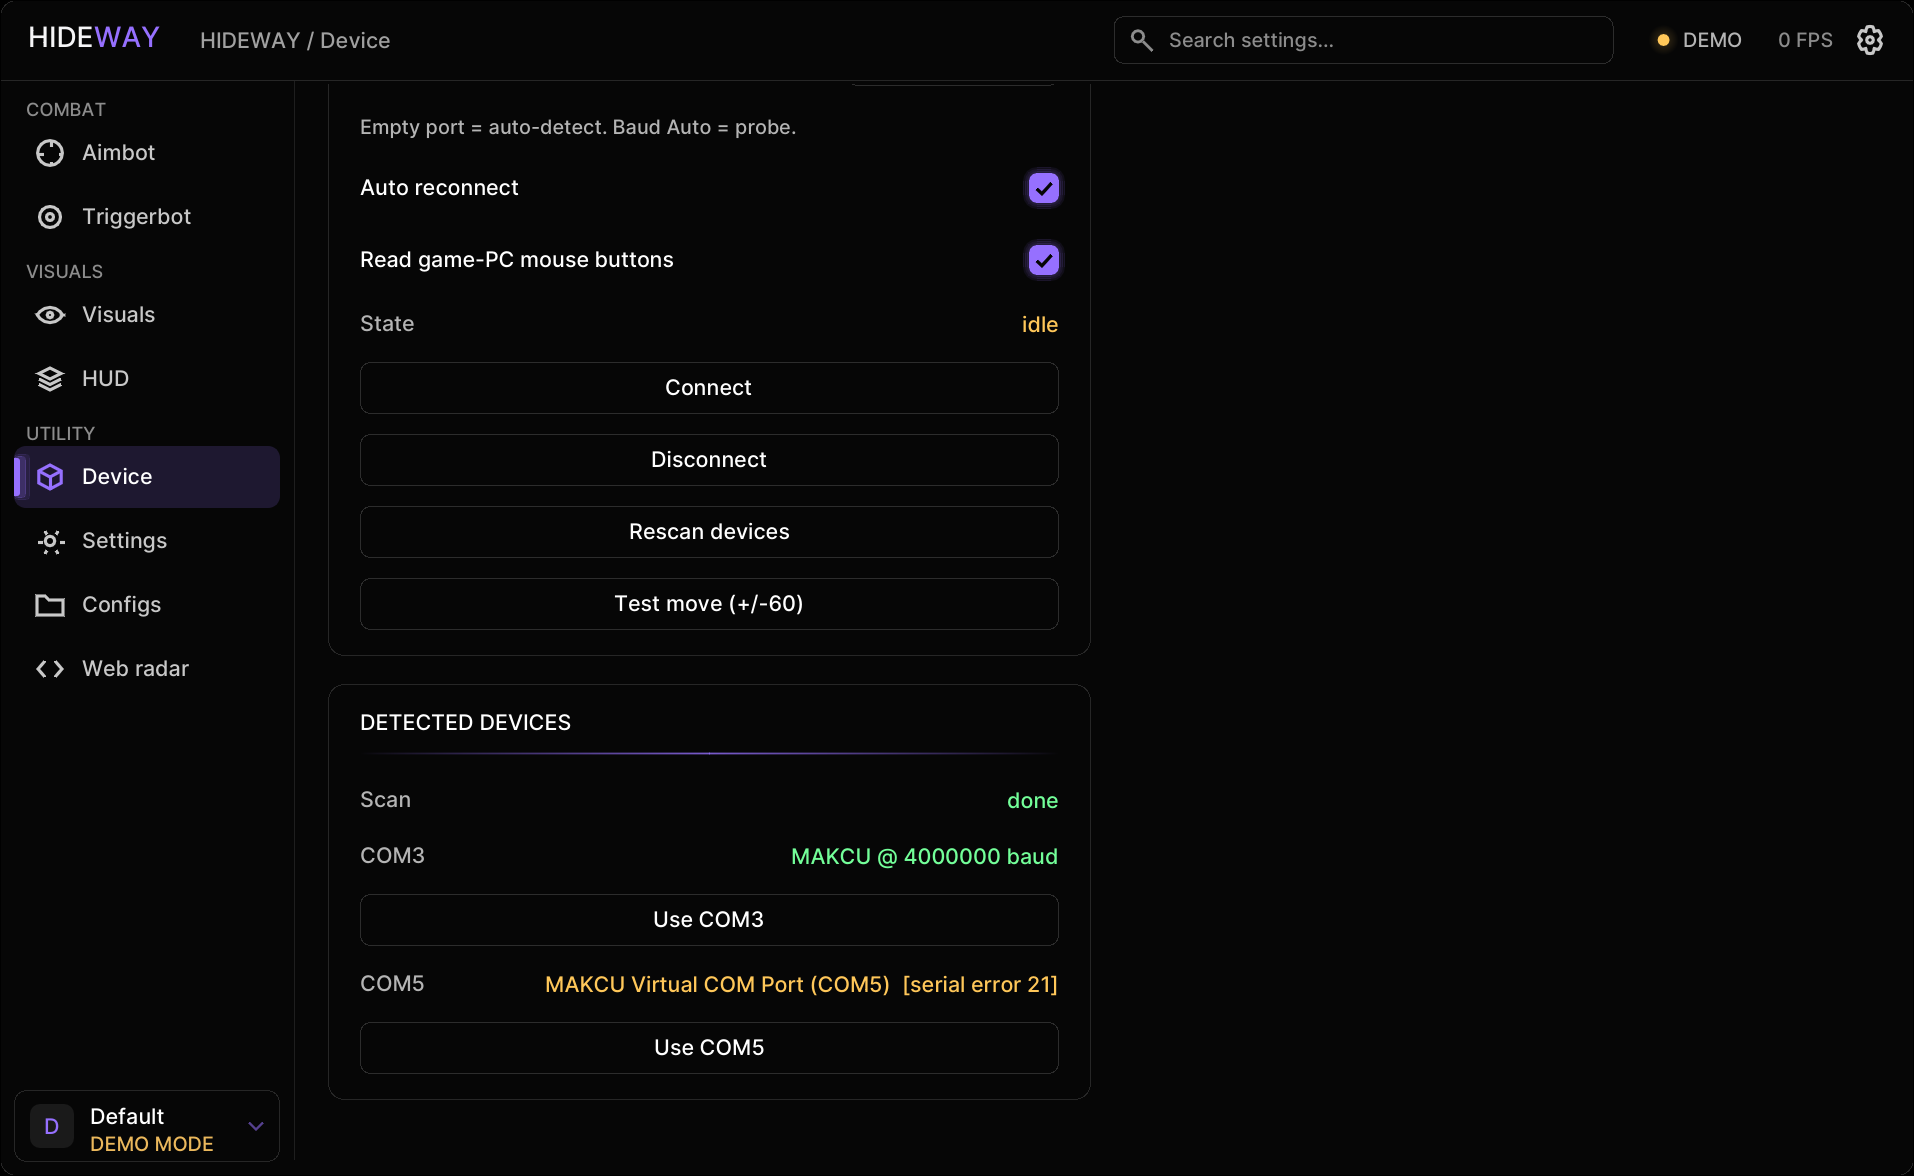 HIDEWAY
HIDEWAY / Device
Search settings...
DEMO
0 FPS
COMBAT
Aimbot
Triggerbot
VISUALS
Visuals
HUD
UTILITY
Device
Settings
Configs
Web radar
D
Default
DEMO MODE
Empty port = auto-detect. Baud Auto = probe.
Auto reconnect
Read game-PC mouse buttons
State idle
Connect
Disconnect
Rescan devices
Test move (+/-60)
DETECTED DEVICES
Scan done
COM3 MAKCU @ 4000000 baud
Use COM3
COM5 MAKCU Virtual COM Port (COM5) [serial error 21]
Use COM5